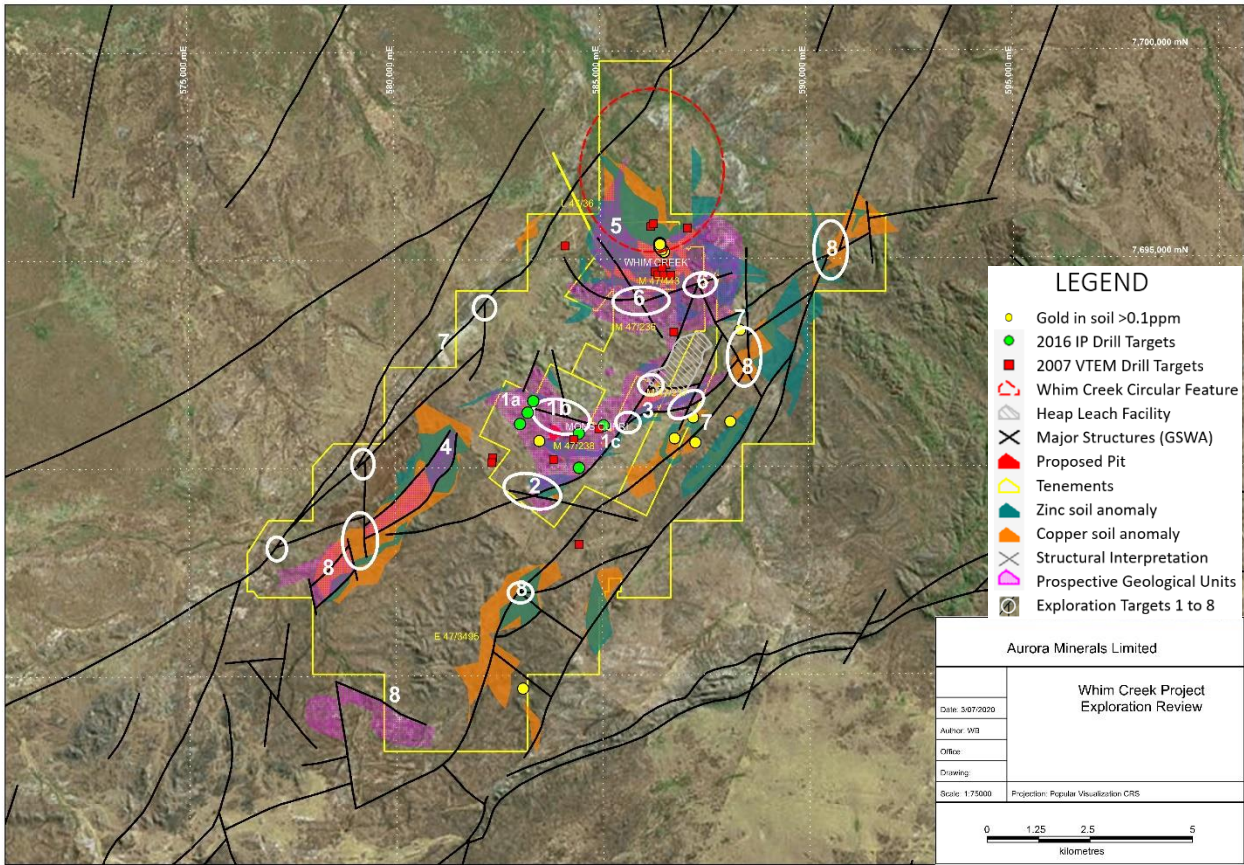 575,000 mE
580,000 mE
585,000 mE
590,000 mE
595,000 mE
7,700,000 mN
L 47/36
5
7,695,000 mN
8
WHIM CREEK
M 47/443
6
6
M 47/236
7
7
8
1a
1b
3
MONS CUPRI
1c
7
M 47/238
4
2
8
8
E 47/3495
8
LEGEND
Gold in soil >0.1ppm
2016 IP Drill Targets
2007 VTEM Drill Targets
Whim Creek Circular Feature
Heap Leach Facility
Major Structures (GSWA)
Proposed Pit
Tenements
Zinc soil anomaly
Copper soil anomaly
Structural Interpretation
Prospective Geological Units
Exploration Targets 1 to 8
Aurora Minerals Limited
Whim Creek Project
Exploration Review
Date: 3/07/2020
Author: WB
Office:
Drawing:
Scale: 1:75000
Projection: Popular Visualization CRS
0 1.25 2.5 5
kilometres